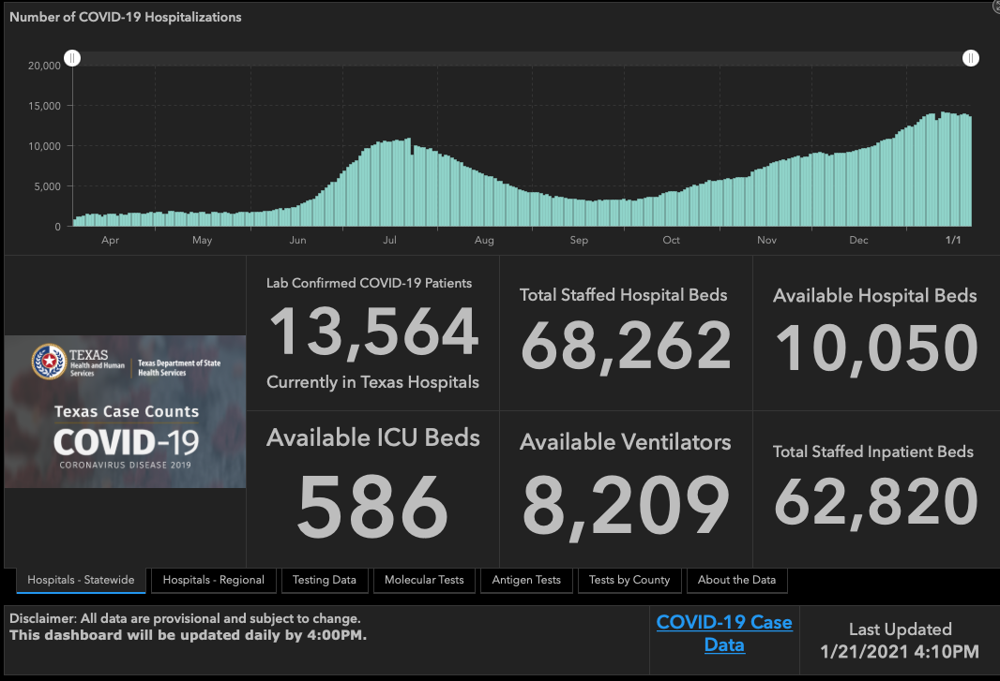 Number of COVID-19 Hospitalizations
20,000
15,000
10,000
5,000
0
Apr
May
Jun
Jul
Aug
Sep
Oct
Nov
Dec
1/1
TEXAS
Health and Human
Services
Texas Department of State
Health Services
Texas Case Counts
COVID-19
CORONAVIRUS DISEASE 2019
Lab Confirmed COVID-19 Patients
13,564
Currently in Texas Hospitals
Total Staffed Hospital Beds
68,262
Available Hospital Beds
10,050
Available ICU Beds
586
Available Ventilators
8,209
Total Staffed Inpatient Beds
62,820
Hospitals - Statewide
Hospitals - Regional
Testing Data
Molecular Tests
Antigen Tests
Tests by County
About the Data
Disclaimer: All data are provisional and subject to change.
This dashboard will be updated daily by 4:00PM.
COVID-19 Case
Data
Last Updated
1/21/2021 4:10PM